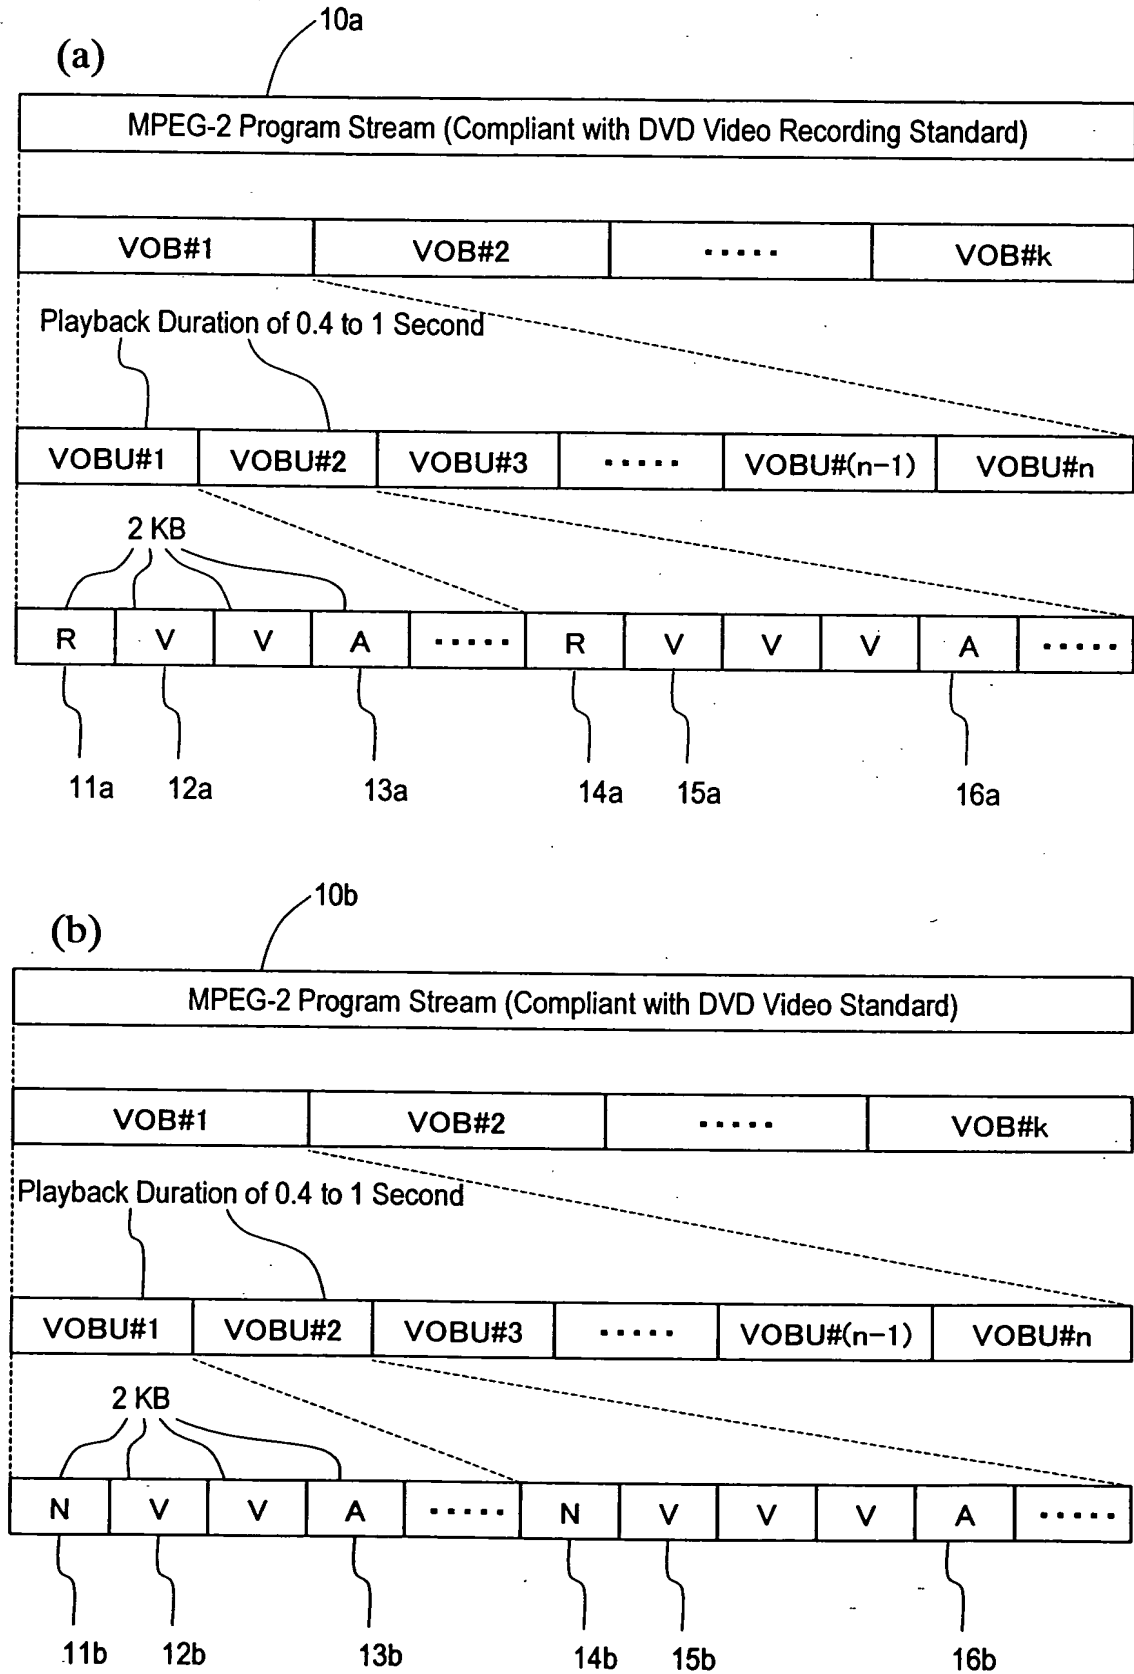 10a
(a)
MPEG-2 Program Stream (Compliant with DVD Video Recording Standard)
VOB#1 VOB#2 ····· VOB#k
Playback Duration of 0.4 to 1 Second
VOBU#1 VOBU#2 VOBU#3 ····· VOBU#(n-1) VOBU#n
2 KB
R V V A ····· R V V V A ·····
11a 12a 13a 14a 15a 16a
10b
(b)
MPEG-2 Program Stream (Compliant with DVD Video Standard)
VOB#1 VOB#2 ····· VOB#k
Playback Duration of 0.4 to 1 Second
VOBU#1 VOBU#2 VOBU#3 ····· VOBU#(n-1) VOBU#n
2 KB
N V V A ····· N V V V A ·····
11b 12b 13b 14b 15b 16b